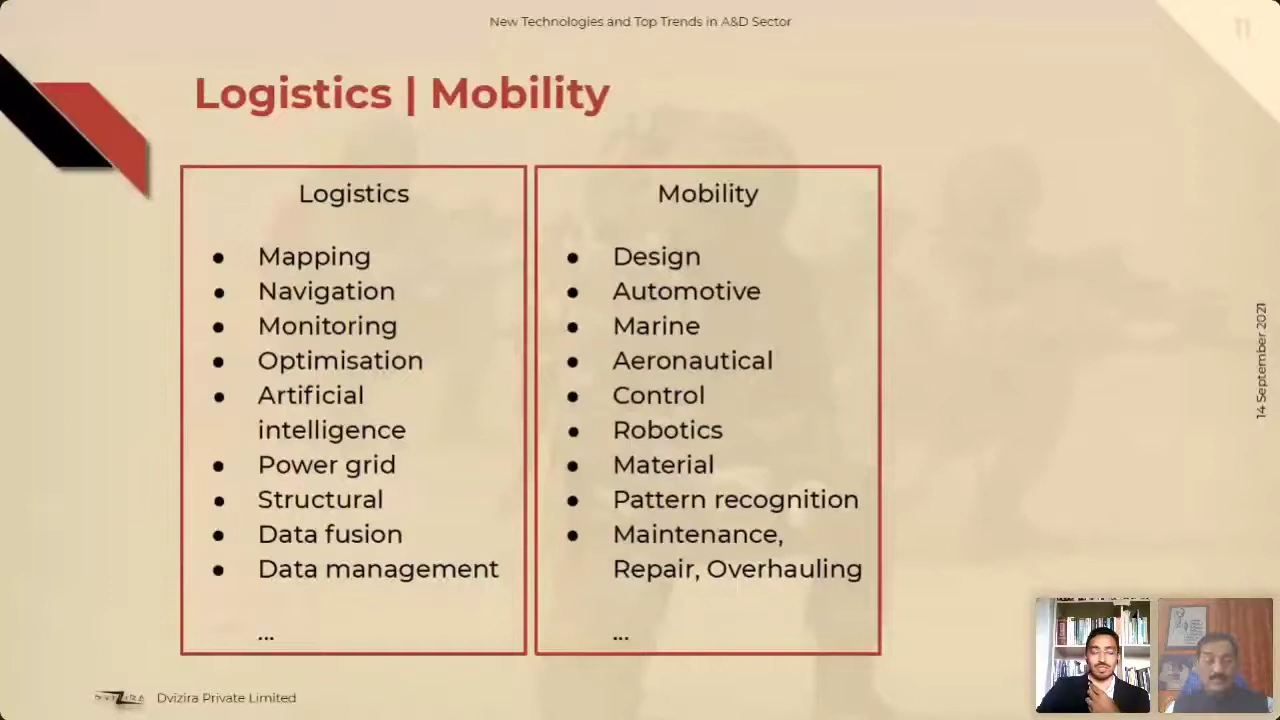 New Technologies and Top Trends in A&D Sector
11
Logistics | Mobility
Logistics
● Mapping
● Navigation
● Monitoring
● Optimisation
● Artificial
intelligence
● Power grid
● Structural
● Data fusion
● Data management
...
Mobility
● Design
● Automotive
● Marine
● Aeronautical
● Control
● Robotics
● Material
● Pattern recognition
● Maintenance,
Repair, Overhauling
...
14 September 2021
DVIZIRA
Dvizira Private Limited